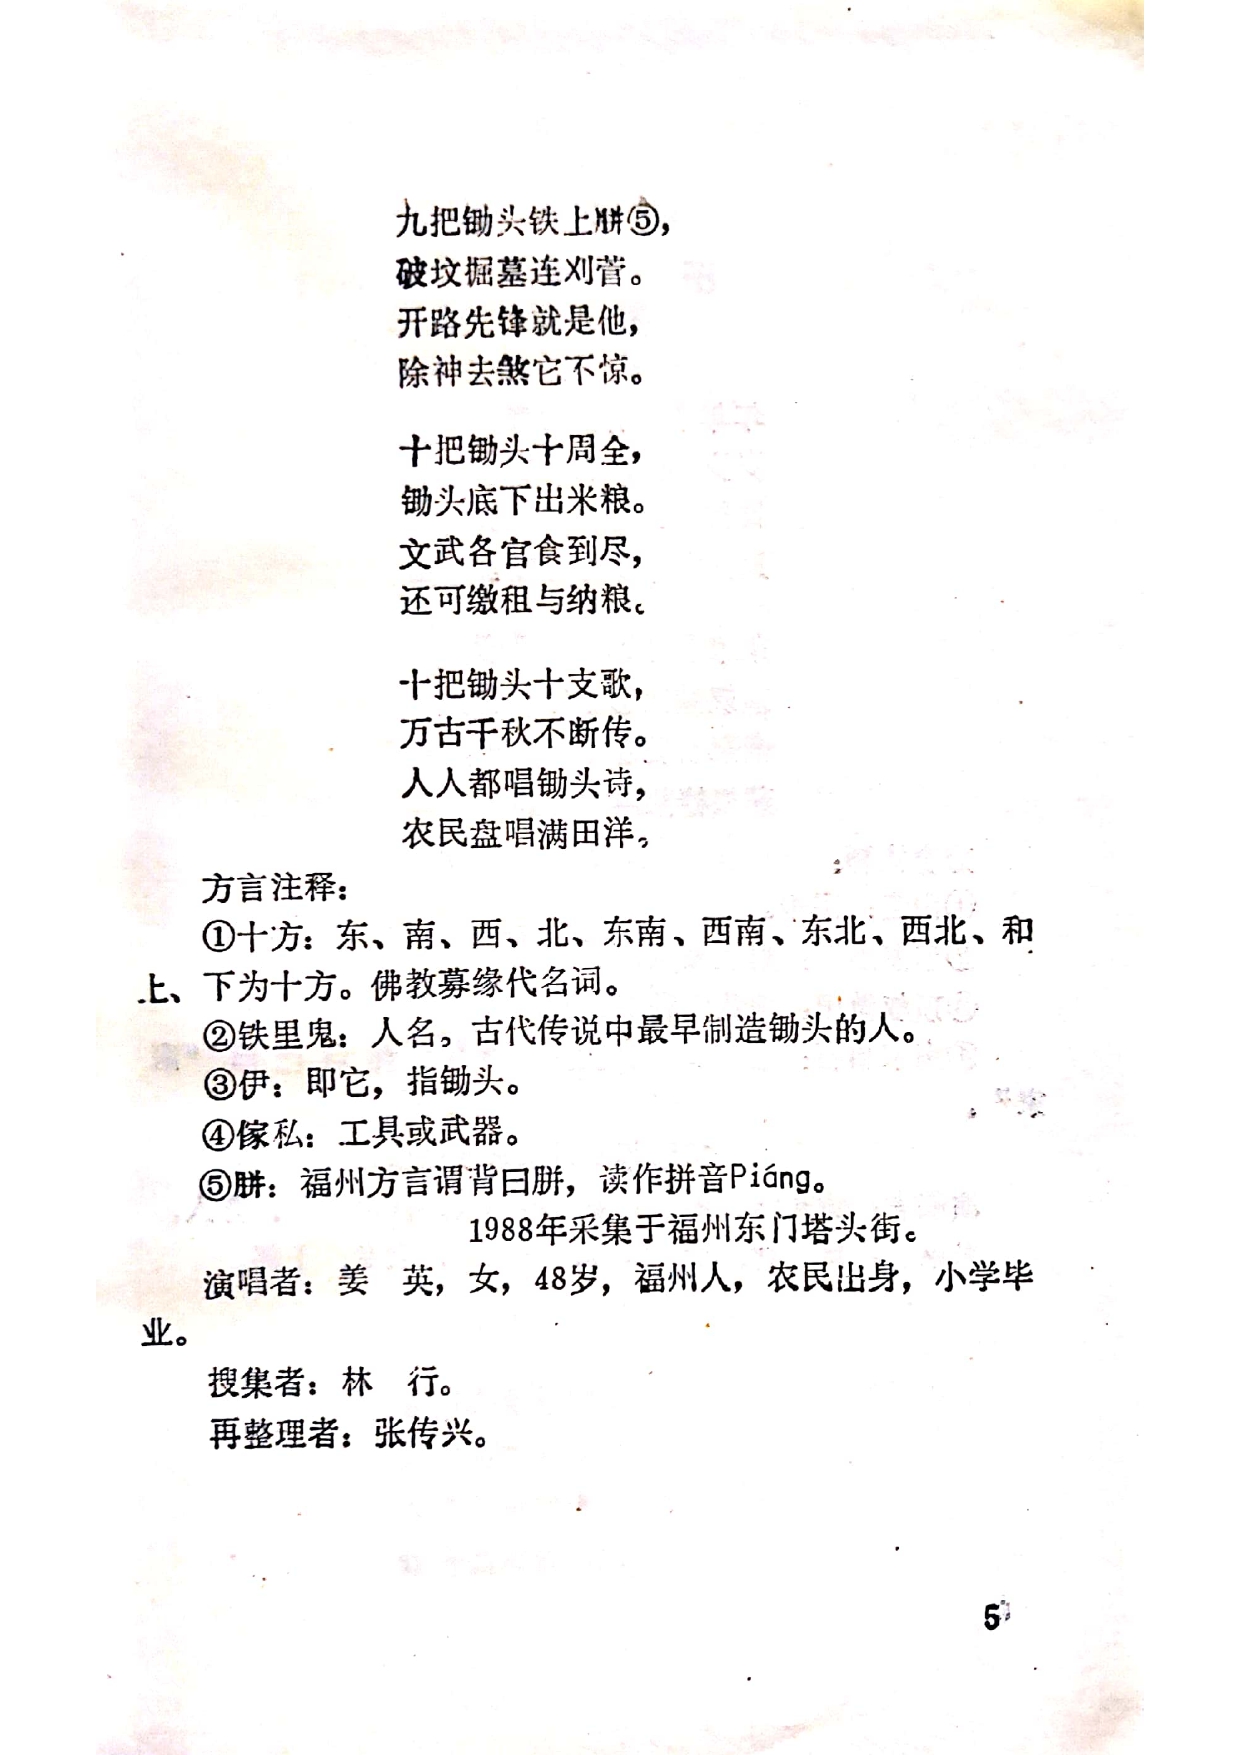 九把锄头铁上胼⑤，
破坟掘墓连刈菅。
开路先锋就是他，
除神去煞它不惊。
十把锄头十周全，
锄头底下出米粮。
文武各官食到尽，
还可缴租与纳粮。
十把锄头十支歌，
万古千秋不断传。
人人都唱锄头诗，
农民盘唱满田洋。
方言注释：
①十方：东、南、西、北、东南、西南、东北、西北、和
上、下为十方。佛教募缘代名词。
②铁里鬼：人名，古代传说中最早制造锄头的人。
③伊：即它，指锄头。
④傢私：工具或武器。
⑤胼：福州方言谓背曰胼，读作拼音Piáng。
1988年采集于福州东门塔头街。
演唱者：姜　英，女，48岁，福州人，农民出身，小学毕
业。
搜集者：林　行。
再整理者：张传兴。
5